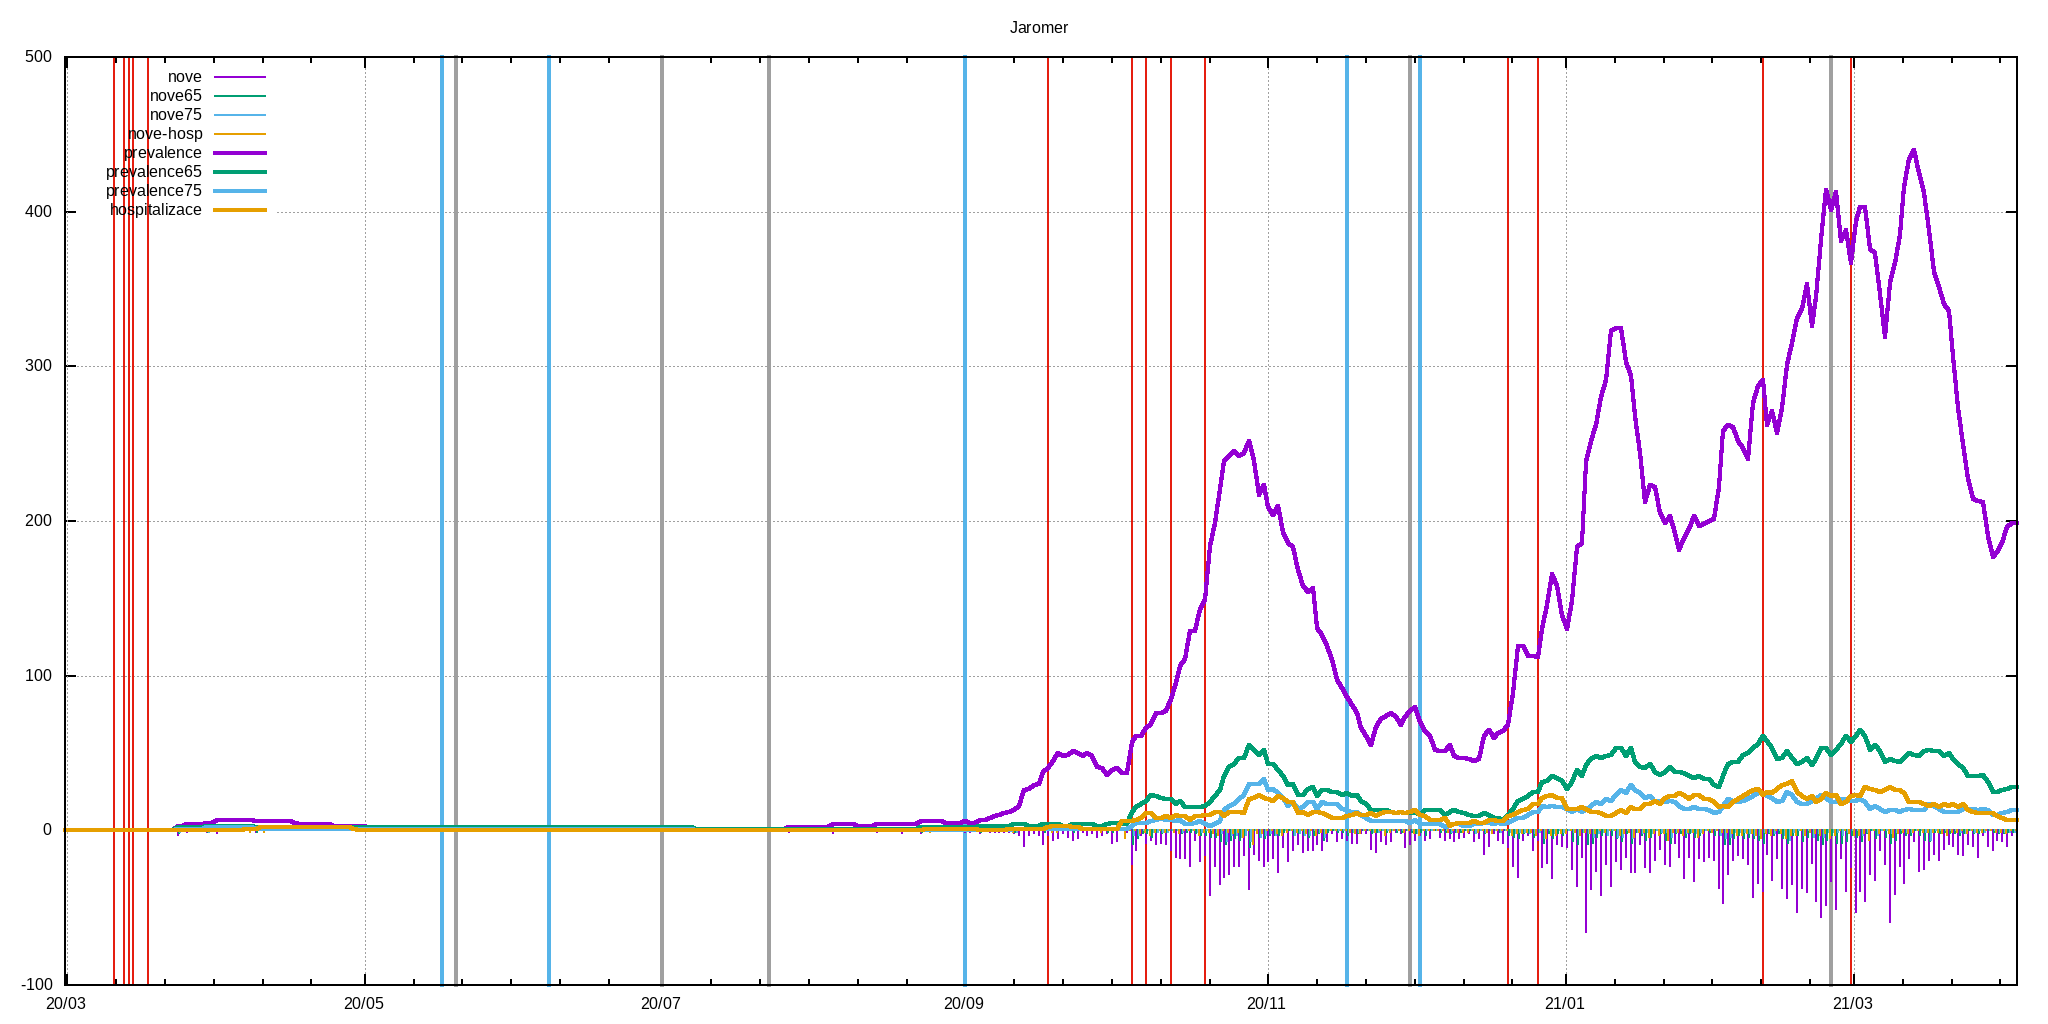 Jaromer
500
nove
nove65
nove75
nove-hosp
prevalence
prevalence65
prevalence75
hospitalizace
400
300
200
100
0
-100
20/03 20/05 20/07 20/09 20/11 21/01 21/03